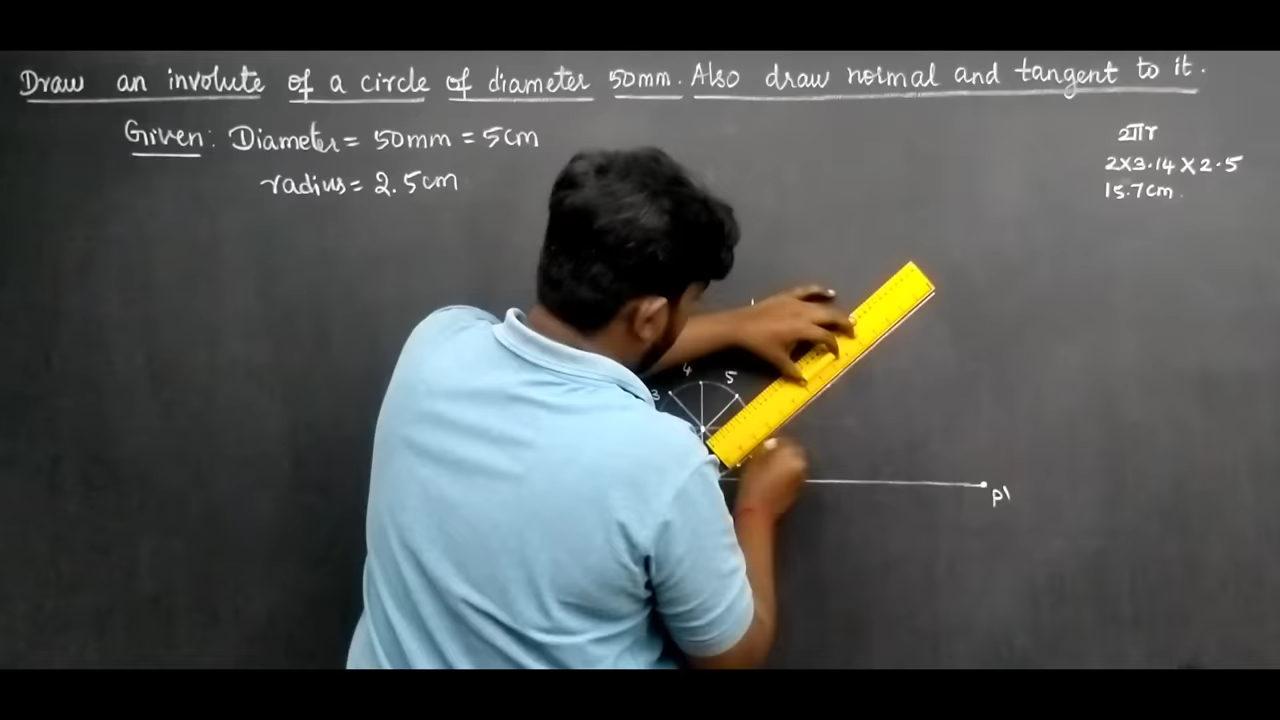 Draw an involute of a circle of diameter 50mm. Also draw normal and tangent to it.
Given: Diameter = 50mm = 5cm
radius = 2.5cm
2πr
2×3.14×2.5
15.7cm.
4 5
3
p1